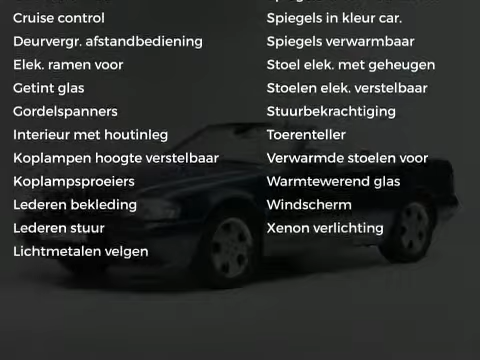 Cruise control
Deurvergr. afstandbediening
Elek. ramen voor
Getint glas
Gordelspanners
Interieur met houtinleg
Koplampen hoogte verstelbaar
Koplampsproeiers
Lederen bekleding
Lederen stuur
Lichtmetalen velgen
Spiegels in kleur car.
Spiegels verwarmbaar
Stoel elek. met geheugen
Stoelen elek. verstelbaar
Stuurbekrachtiging
Toerenteller
Verwarmde stoelen voor
Warmtewerend glas
Windscherm
Xenon verlichting